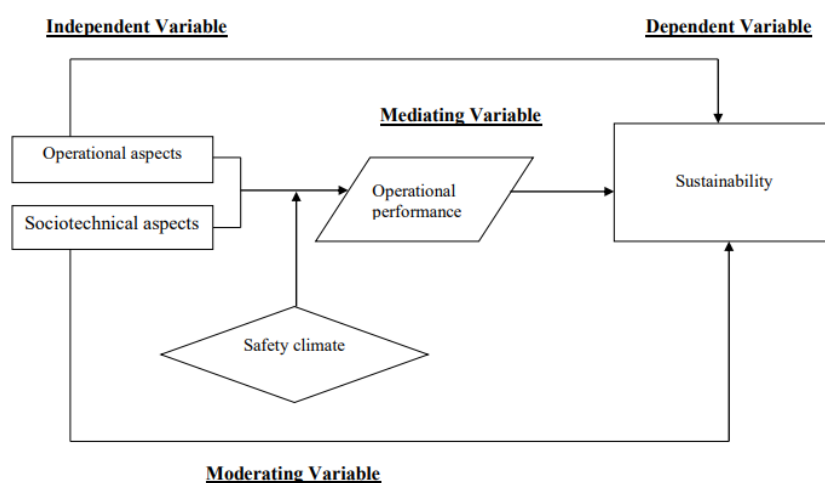 Independent Variable
Dependent Variable
Mediating Variable
Operational aspects
Operational
performance
Sustainability
Sociotechnical aspects
Safety climate
Moderating Variable